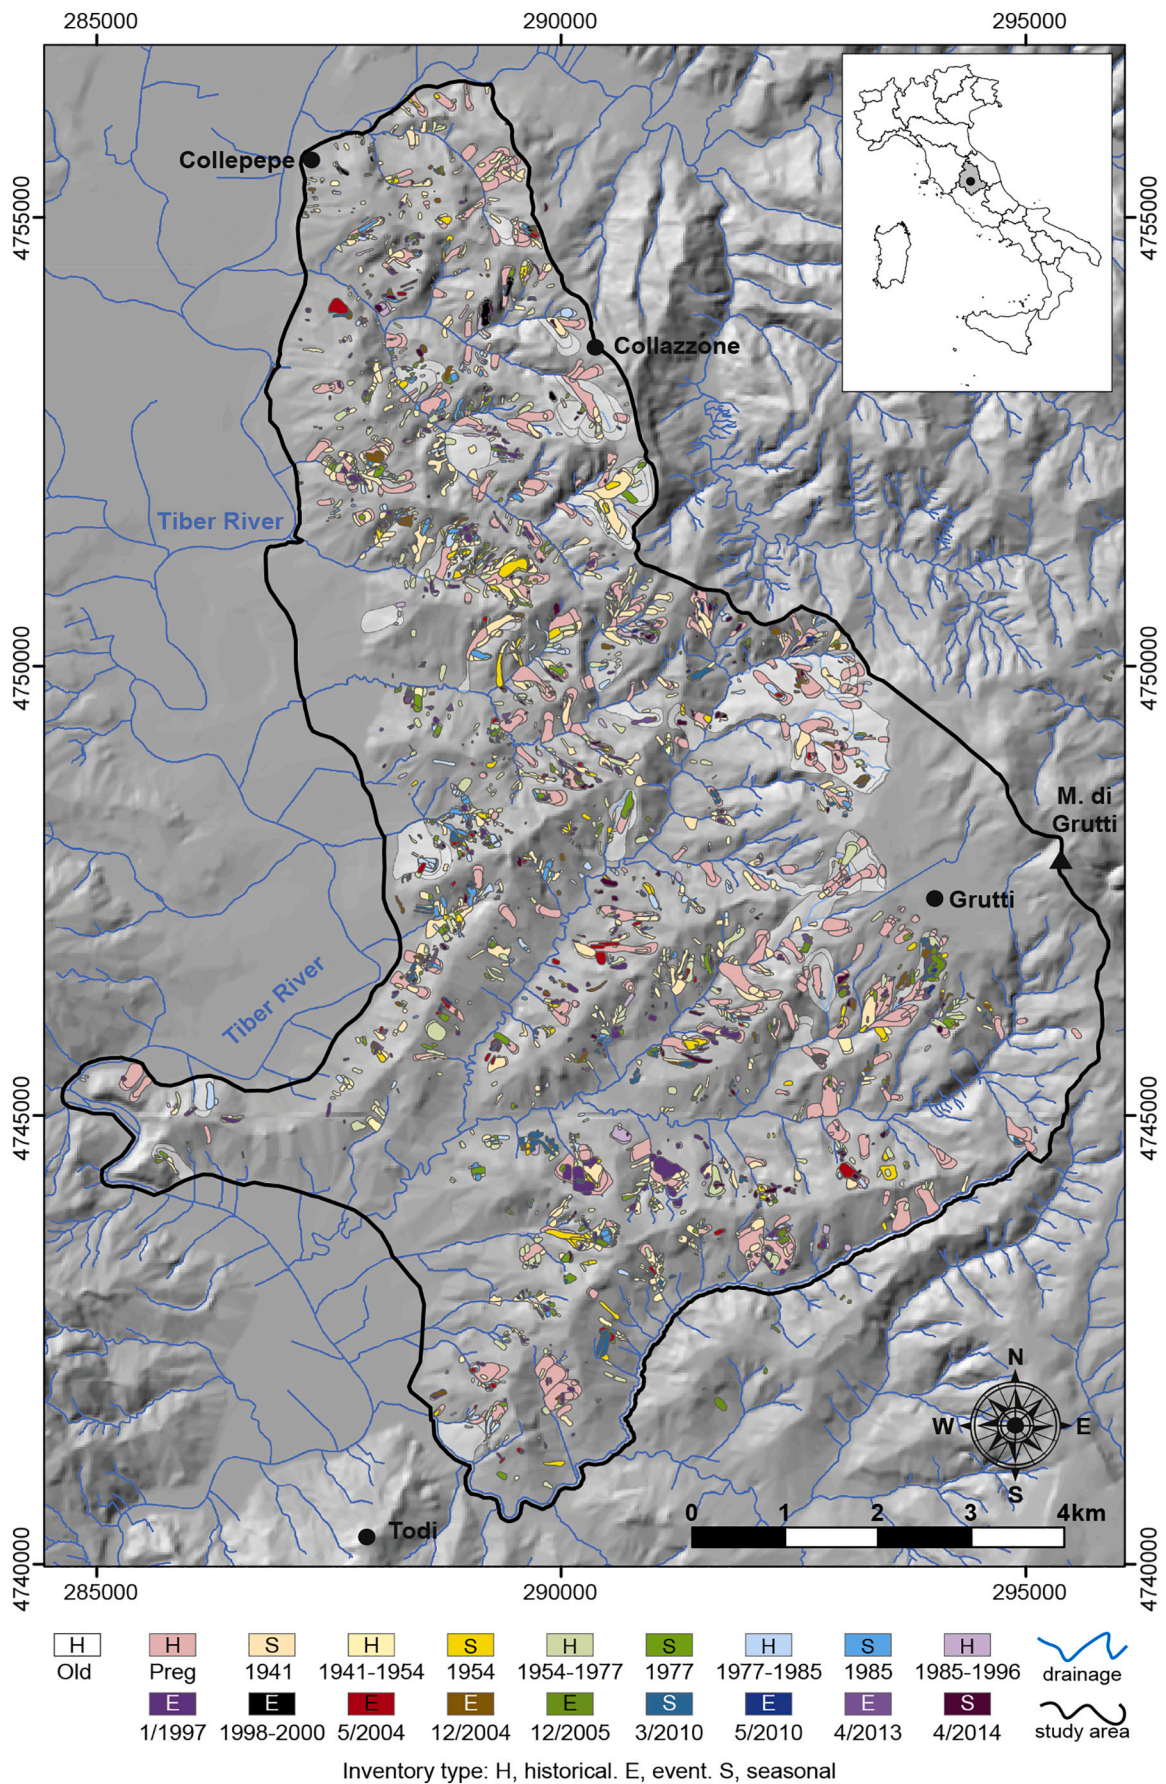 285000 290000 295000
Collepepe
4755000 4755000
Collazzone
Tiber River
4750000 4750000
M. di
Grutti
Grutti
Tiber River
4745000 4745000
N
W E
S
0 1 2 3 4km
Todi
4740000 4740000
285000 290000 295000
H H S H S H S H S H
Old Preg 1941 1941-1954 1954 1954-1977 1977 1977-1985 1985 1985-1996 drainage
E E E E E S E E S
1/1997 1998-2000 5/2004 12/2004 12/2005 3/2010 5/2010 4/2013 4/2014 study area
Inventory type: H, historical. E, event. S, seasonal